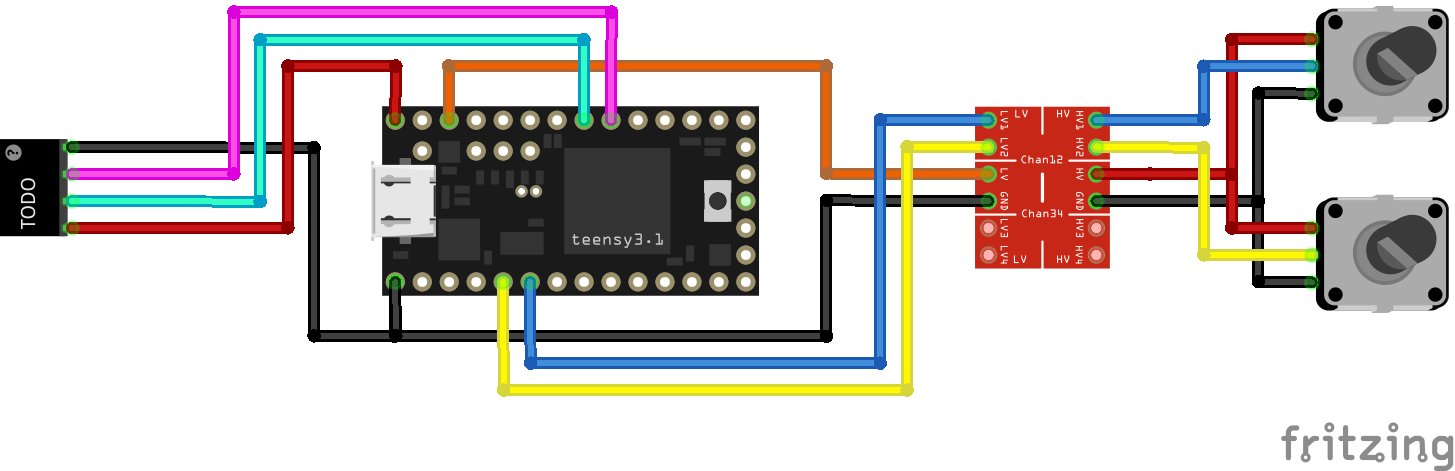 ?
TODO
teensy3.1
LV
HV
LV1
HV1
LV2
HV2
Chan12
LV
HV
GND
GND
Chan34
LV3
HV3
LV4
HV4
LV
HV
fritzing